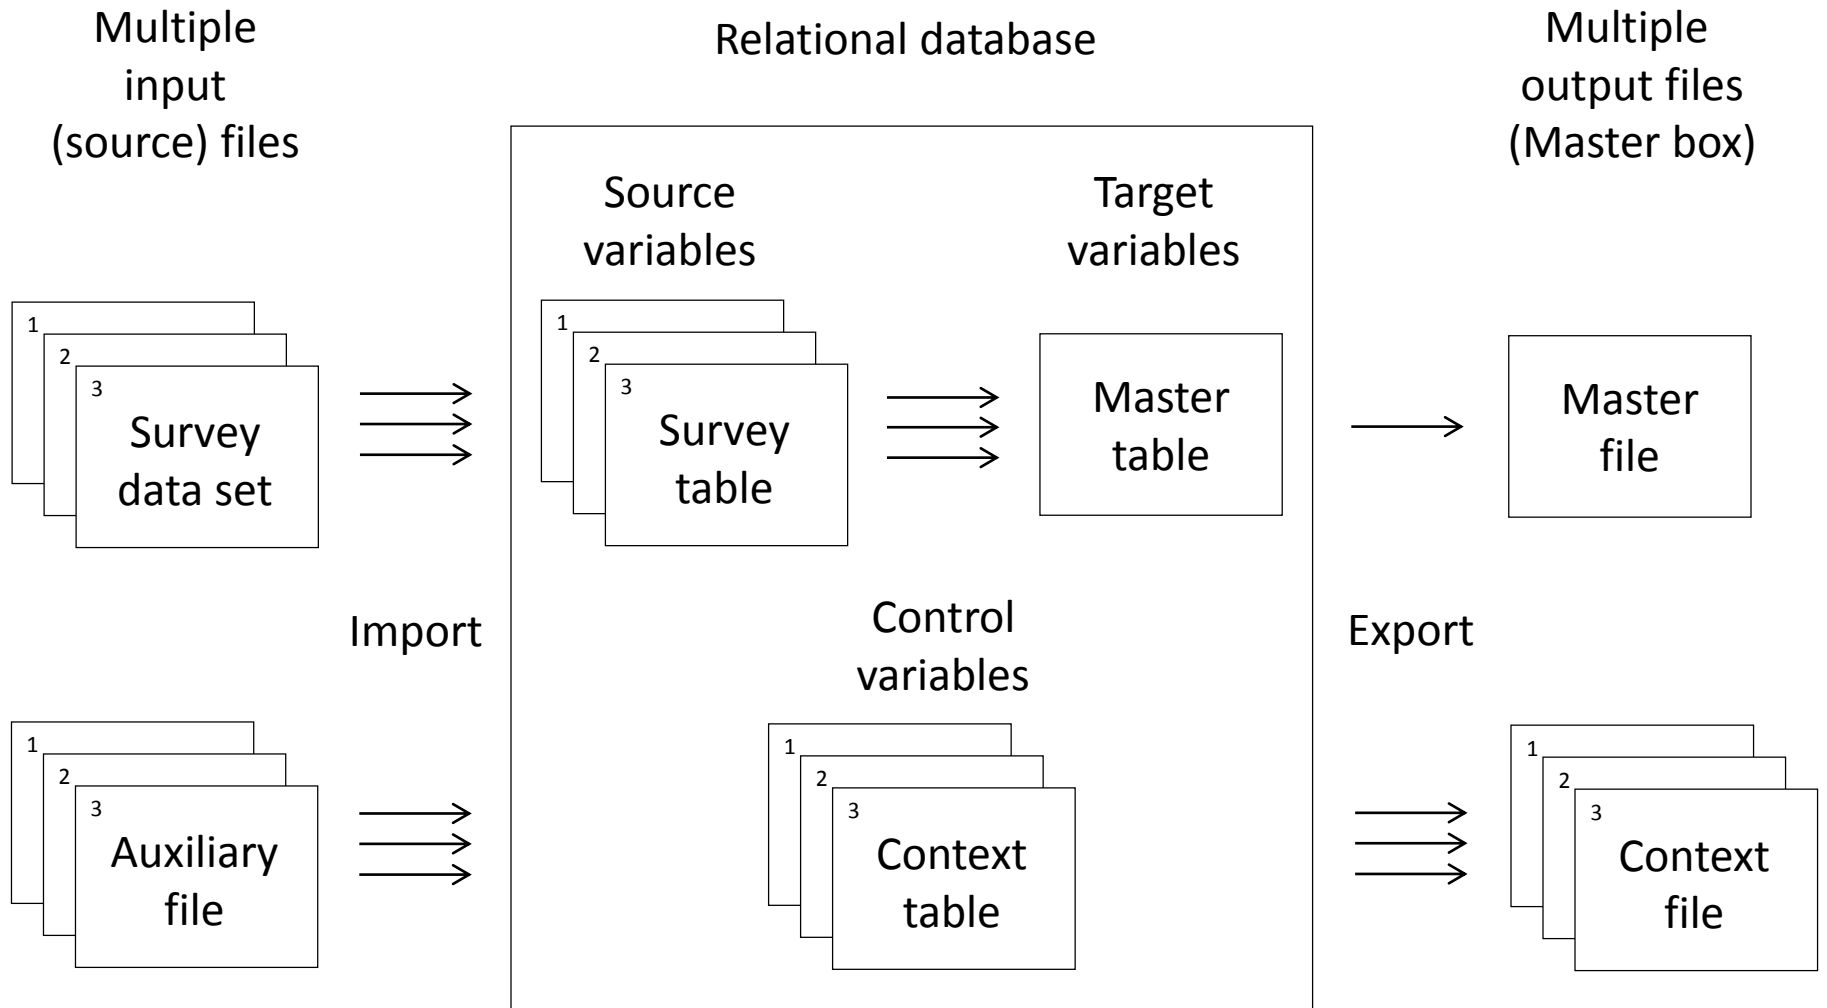 Multiple
input
(source) files
Relational database
Multiple
output files
(Master box)
Source
variables
Target
variables
1
2
3
Survey
data set
1
2
3
Survey
table
Master
table
Master
file
Import
Control
variables
Export
1
2
3
Auxiliary
file
1
2
3
Context
table
1
2
3
Context
file